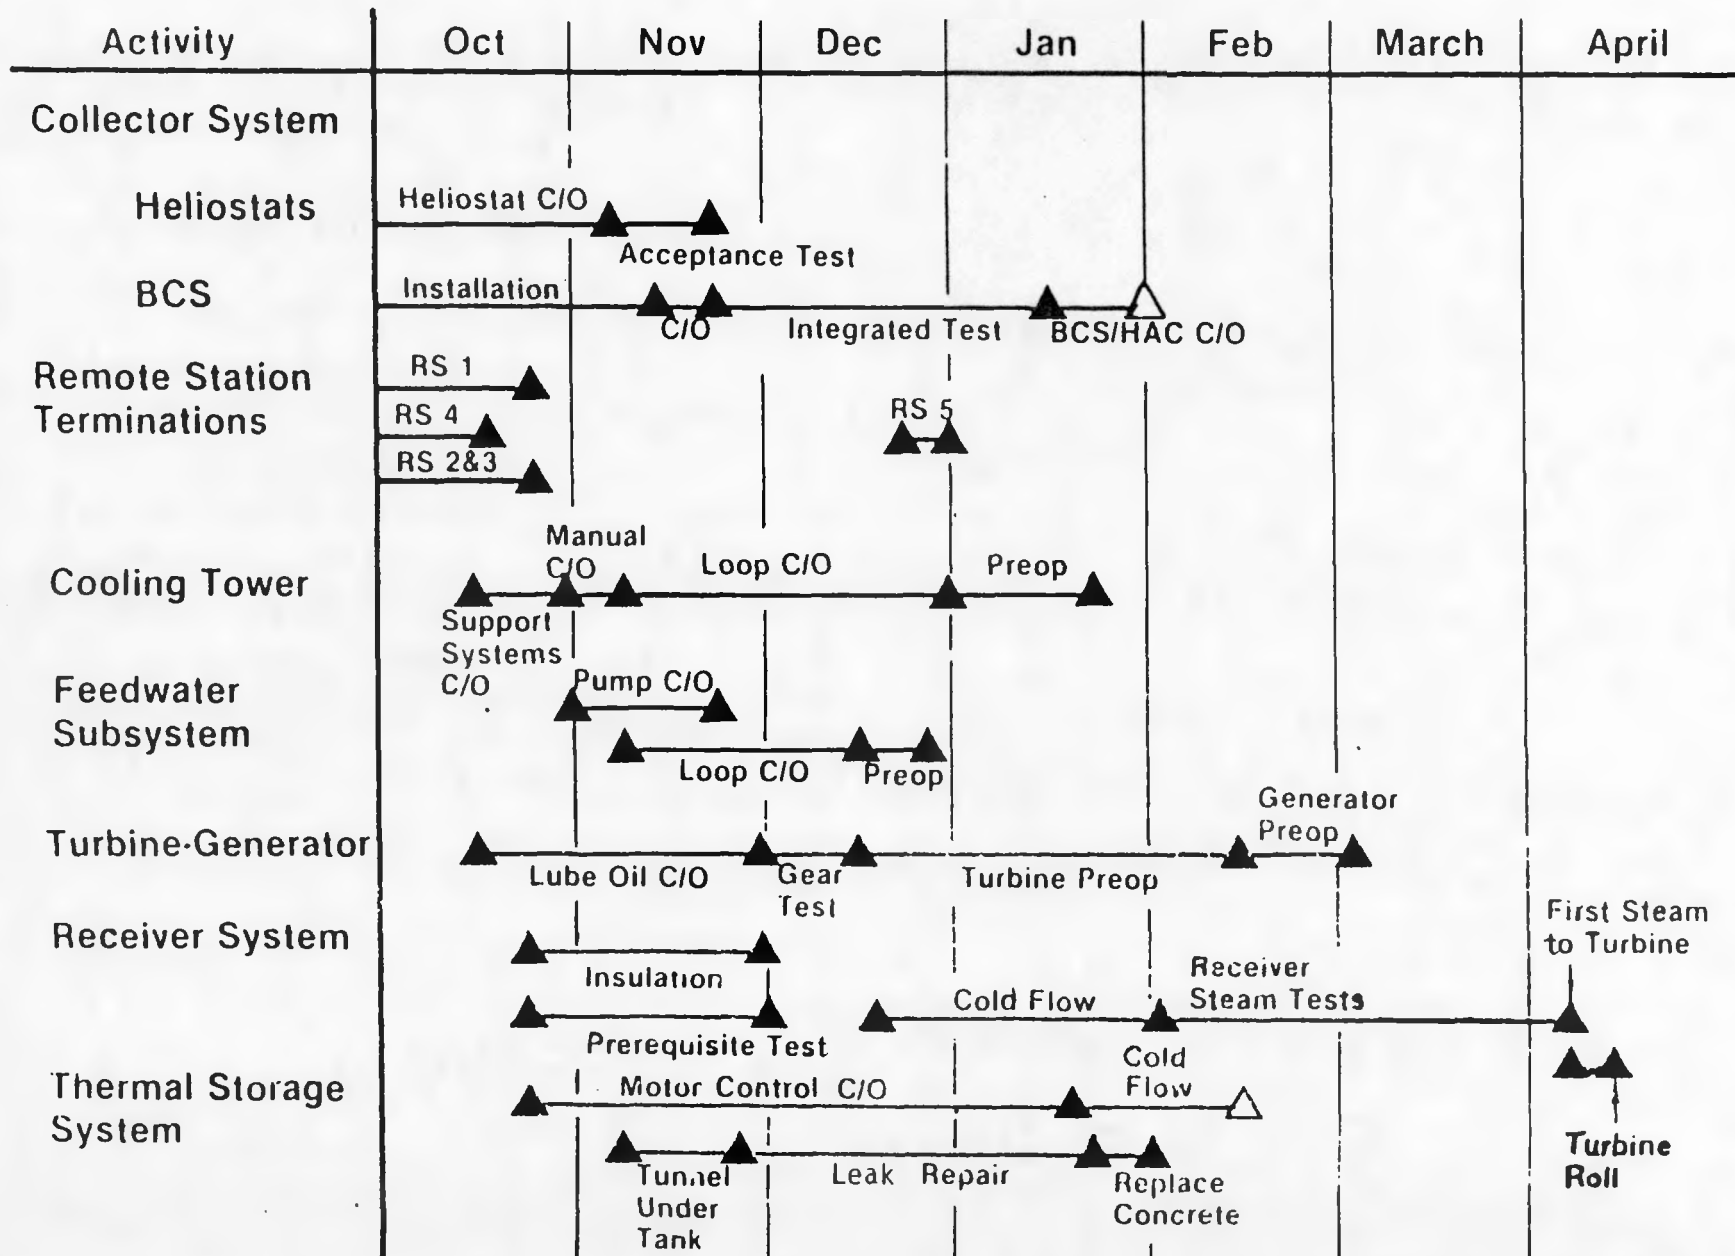 Activity Oct Nov Dec Jan Feb March April
Collector System
Heliostats Heliostat C/O
Acceptance Test
BCS Installation
C/O Integrated Test BCS/HAC C/O
Remote Station
Terminations
RS 1
RS 4 RS 5
RS 2&3
Cooling Tower
Manual
C/O
Loop C/O Preop
Support
Systems
C/O
Feedwater
Subsystem
Pump C/O
Loop C/O Preop
Turbine-Generator
Generator
Preop
Lube Oil C/O
Gear
Test
Turbine Preop
Receiver System
First Steam
to Turbine
Insulation
Cold Flow
Receiver
Steam Tests
Prerequisite Test
Thermal Storage
System
Motor Control C/O
Cold
Flow
Turbine
Roll
Tunnel
Under
Tank
Leak Repair
Replace
Concrete